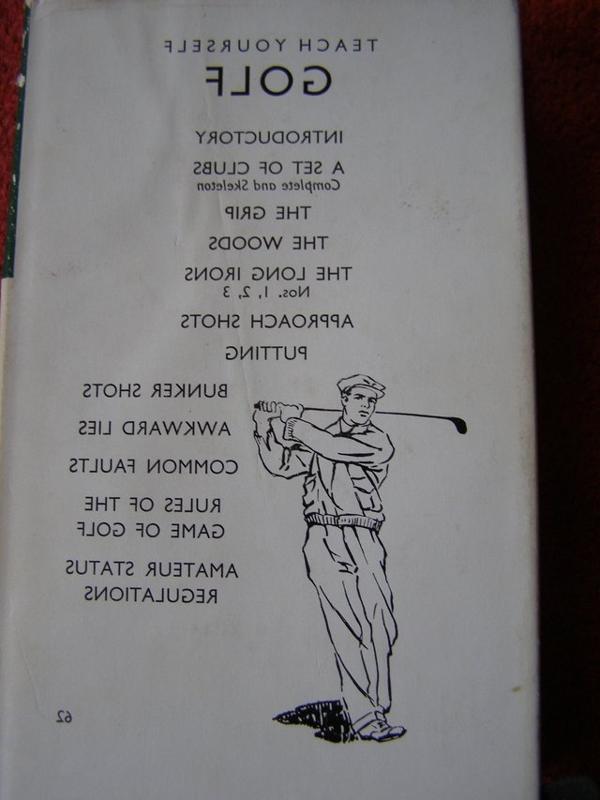 TEACH YOURSELF
GOLF
INTRODUCTORY
A SET OF CLUBS
Complete and Skeleton
THE GRIP
THE WOODS
THE LONG IRONS
Nos. 1, 2, 3
APPROACH SHOTS
PUTTING
BUNKER SHOTS
AWKWARD LIES
COMMON FAULTS
RULES OF THE
GAME OF GOLF
AMATEUR STATUS
REGULATIONS
62